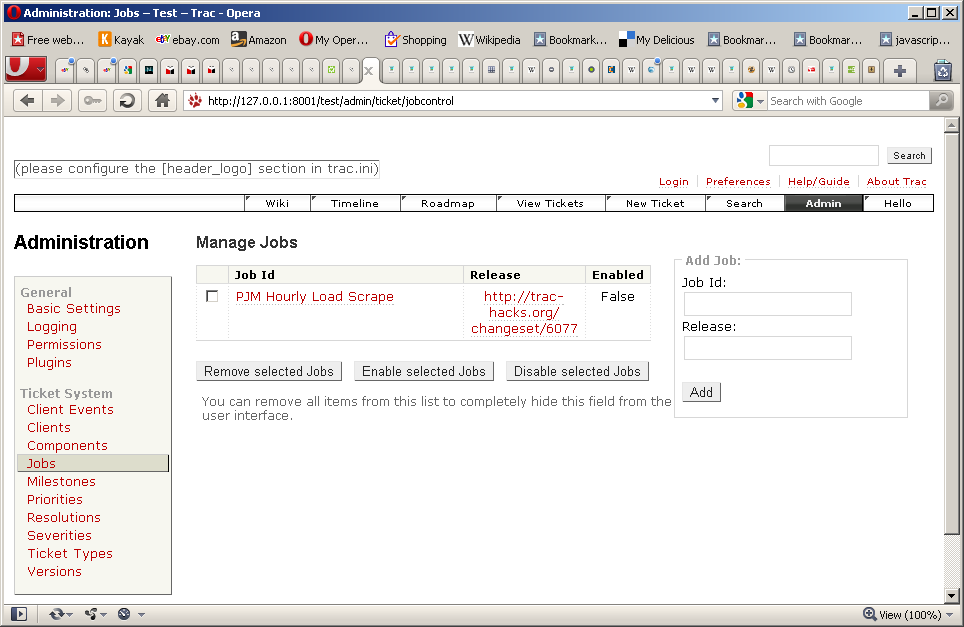 Administration: Jobs – Test – Trac - Opera
Free web... Kayak ebay.com Amazon My Oper... Shopping Wikipedia Bookmark... My Delicious Bookmar... Bookmar... javascrip...
http://127.0.0.1:8001/test/admin/ticket/jobcontrol Search with Google
Search
(please configure the [header_logo] section in trac.ini)
Login Preferences Help/Guide About Trac
Wiki Timeline Roadmap View Tickets New Ticket Search Admin Hello
Administration
General
Basic Settings
Logging
Permissions
Plugins
Ticket System
Client Events
Clients
Components
Jobs
Milestones
Priorities
Resolutions
Severities
Ticket Types
Versions
Manage Jobs
Job Id Release Enabled
PJM Hourly Load Scrape http://trac- False
hacks.org/
changeset/6077
Remove selected Jobs Enable selected Jobs Disable selected Jobs
You can remove all items from this list to completely hide this field from the
user interface.
Add Job:
Job Id:
Release:
Add
View (100%)